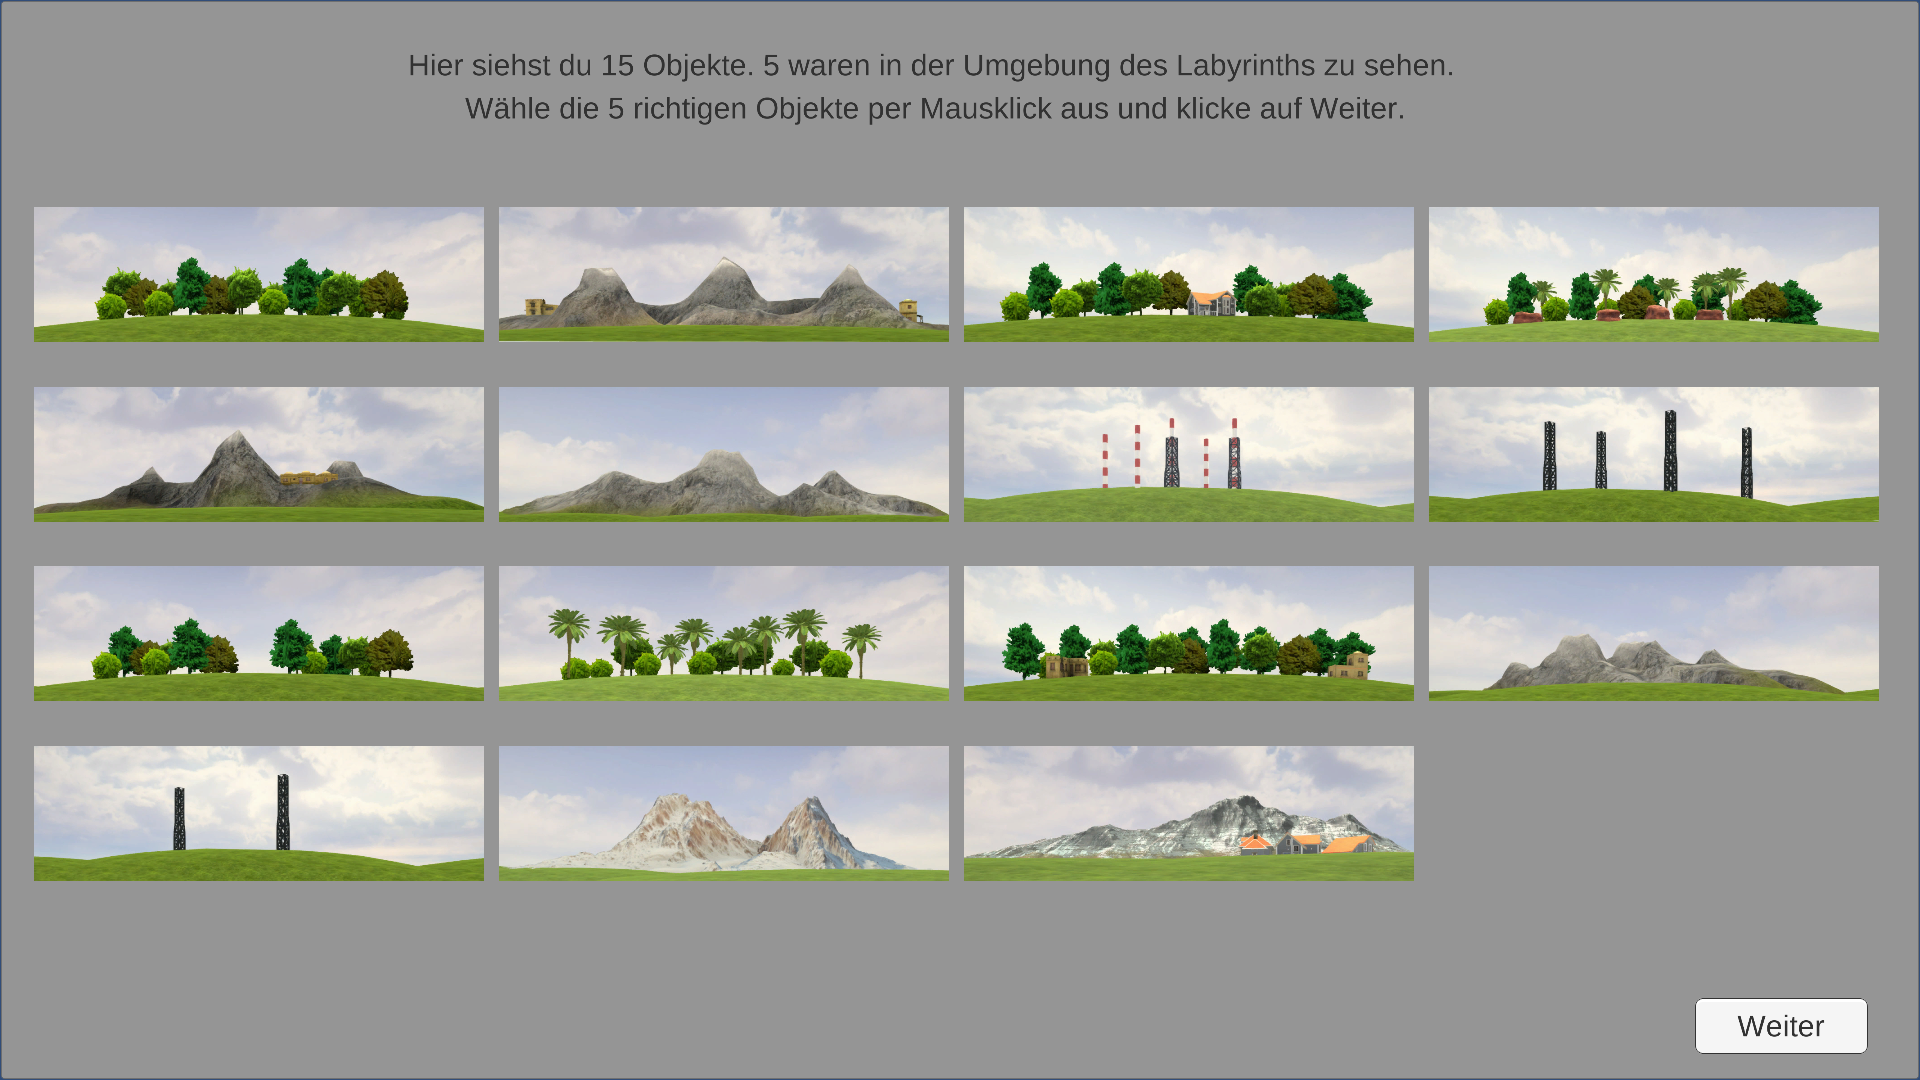 Hier siehst du 15 Objekte. 5 waren in der Umgebung des Labyrinths zu sehen.
Wähle die 5 richtigen Objekte per Mausklick aus und klicke auf Weiter.
Weiter